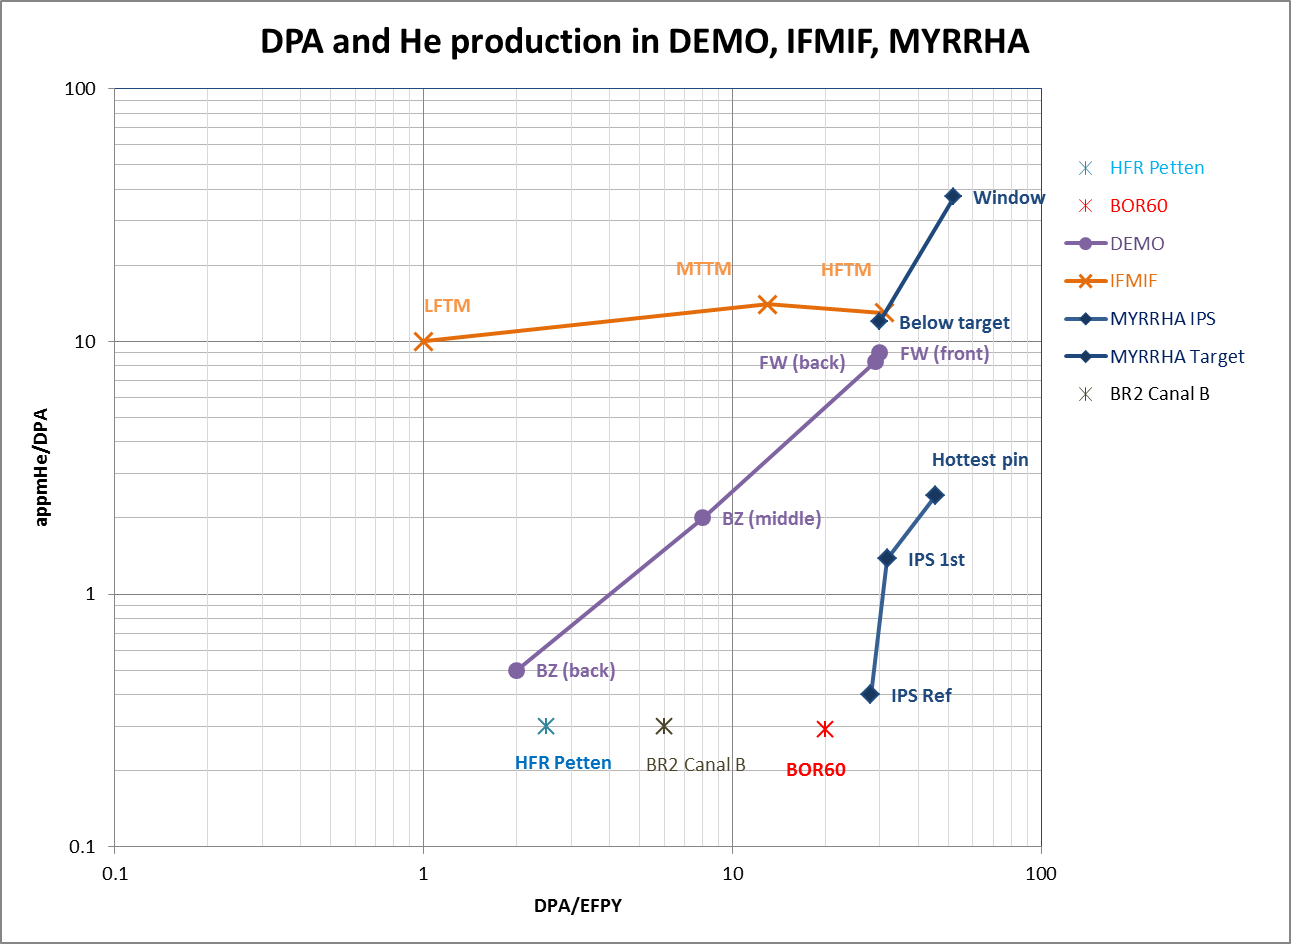 DPA and He production in DEMO, IFMIF, MYRRHA
100
10
1
0.1
appmHe/DPA
0.1
1
10
100
DPA/EFPY
LFTM
MTTM
HFTM
Window
Below target
FW (back)
FW (front)
Hottest pin
BZ (middle)
IPS 1st
BZ (back)
IPS Ref
HFR Petten
BR2 Canal B
BOR60
HFR Petten
BOR60
DEMO
IFMIF
MYRRHA IPS
MYRRHA Target
BR2 Canal B